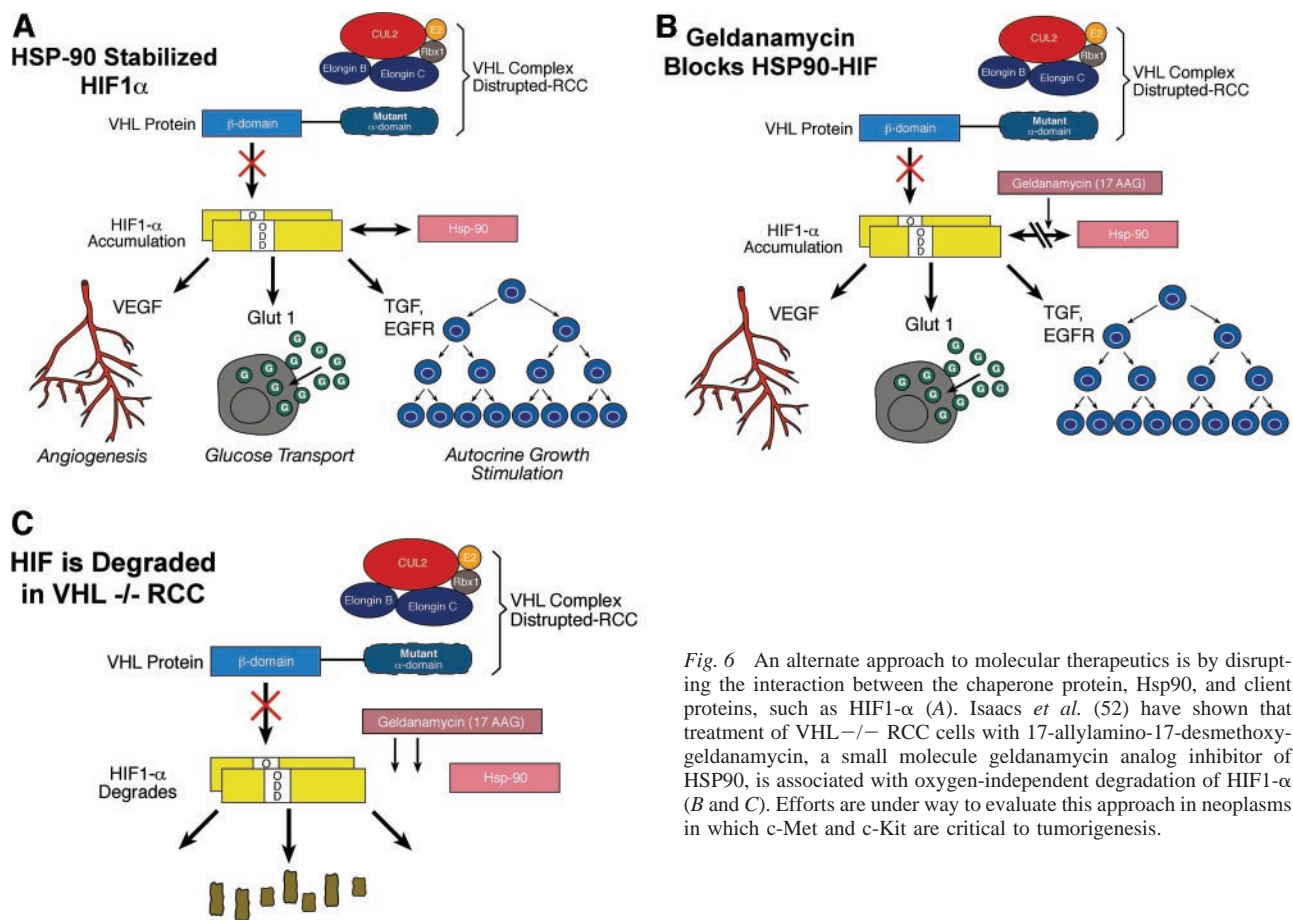 A
HSP-90 Stabilized
HIF1α
CUL2
E2
Rbx1
Elongin B
Elongin C
VHL Complex
Distrupted-RCC
VHL Protein
β-domain
Mutant
α-domain
HIF1-α
Accumulation
O
O
D
D
Hsp-90
VEGF
Glut 1
TGF,
EGFR
G
G
G
G
G
G
G
G
G
G
G
G
Angiogenesis
Glucose Transport
Autocrine Growth
Stimulation
B
Geldanamycin
Blocks HSP90-HIF
CUL2
E2
Rbx1
Elongin B
Elongin C
VHL Complex
Distrupted-RCC
VHL Protein
β-domain
Mutant
α-domain
Geldanamycin (17 AAG)
HIF1-α
Accumulation
O
O
D
D
Hsp-90
VEGF
Glut 1
TGF,
EGFR
G
G
G
G
G
G
G
G
G
G
G
G
C
HIF is Degraded
in VHL -/- RCC
CUL2
E2
Rbx1
Elongin B
Elongin C
VHL Complex
Distrupted-RCC
VHL Protein
β-domain
Mutant
α-domain
Geldanamycin (17 AAG)
HIF1-α
Degrades
O
O
D
D
Hsp-90
Fig. 6 An alternate approach to molecular therapeutics is by disrupt-
ing the interaction between the chaperone protein, Hsp90, and client
proteins, such as HIF1-α (A). Isaacs et al. (52) have shown that
treatment of VHL−/− RCC cells with 17-allylamino-17-desmethoxy-
geldanamycin, a small molecule geldanamycin analog inhibitor of
HSP90, is associated with oxygen-independent degradation of HIF1-α
(B and C). Efforts are under way to evaluate this approach in neoplasms
in which c-Met and c-Kit are critical to tumorigenesis.